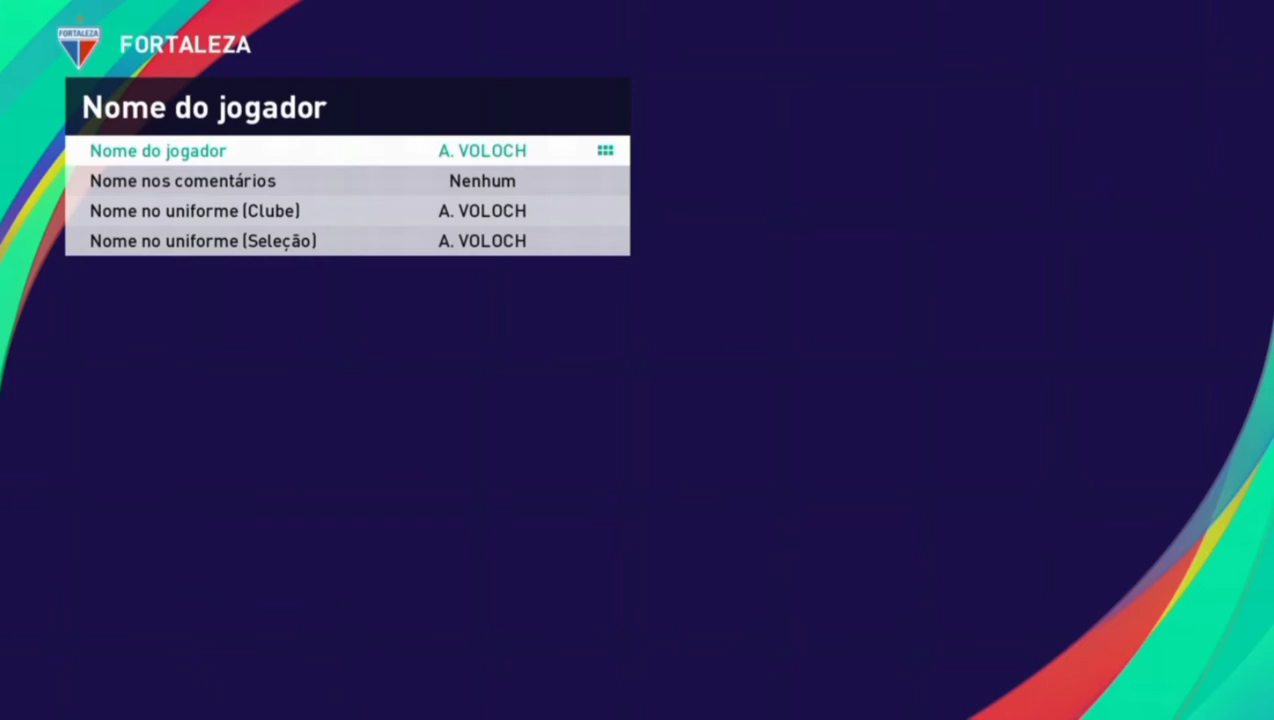 FORTALEZA
FORTALEZA
Nome do jogador
Nome do jogador A. VOLOCH
Nome nos comentários Nenhum
Nome no uniforme (Clube) A. VOLOCH
Nome no uniforme (Seleção) A. VOLOCH